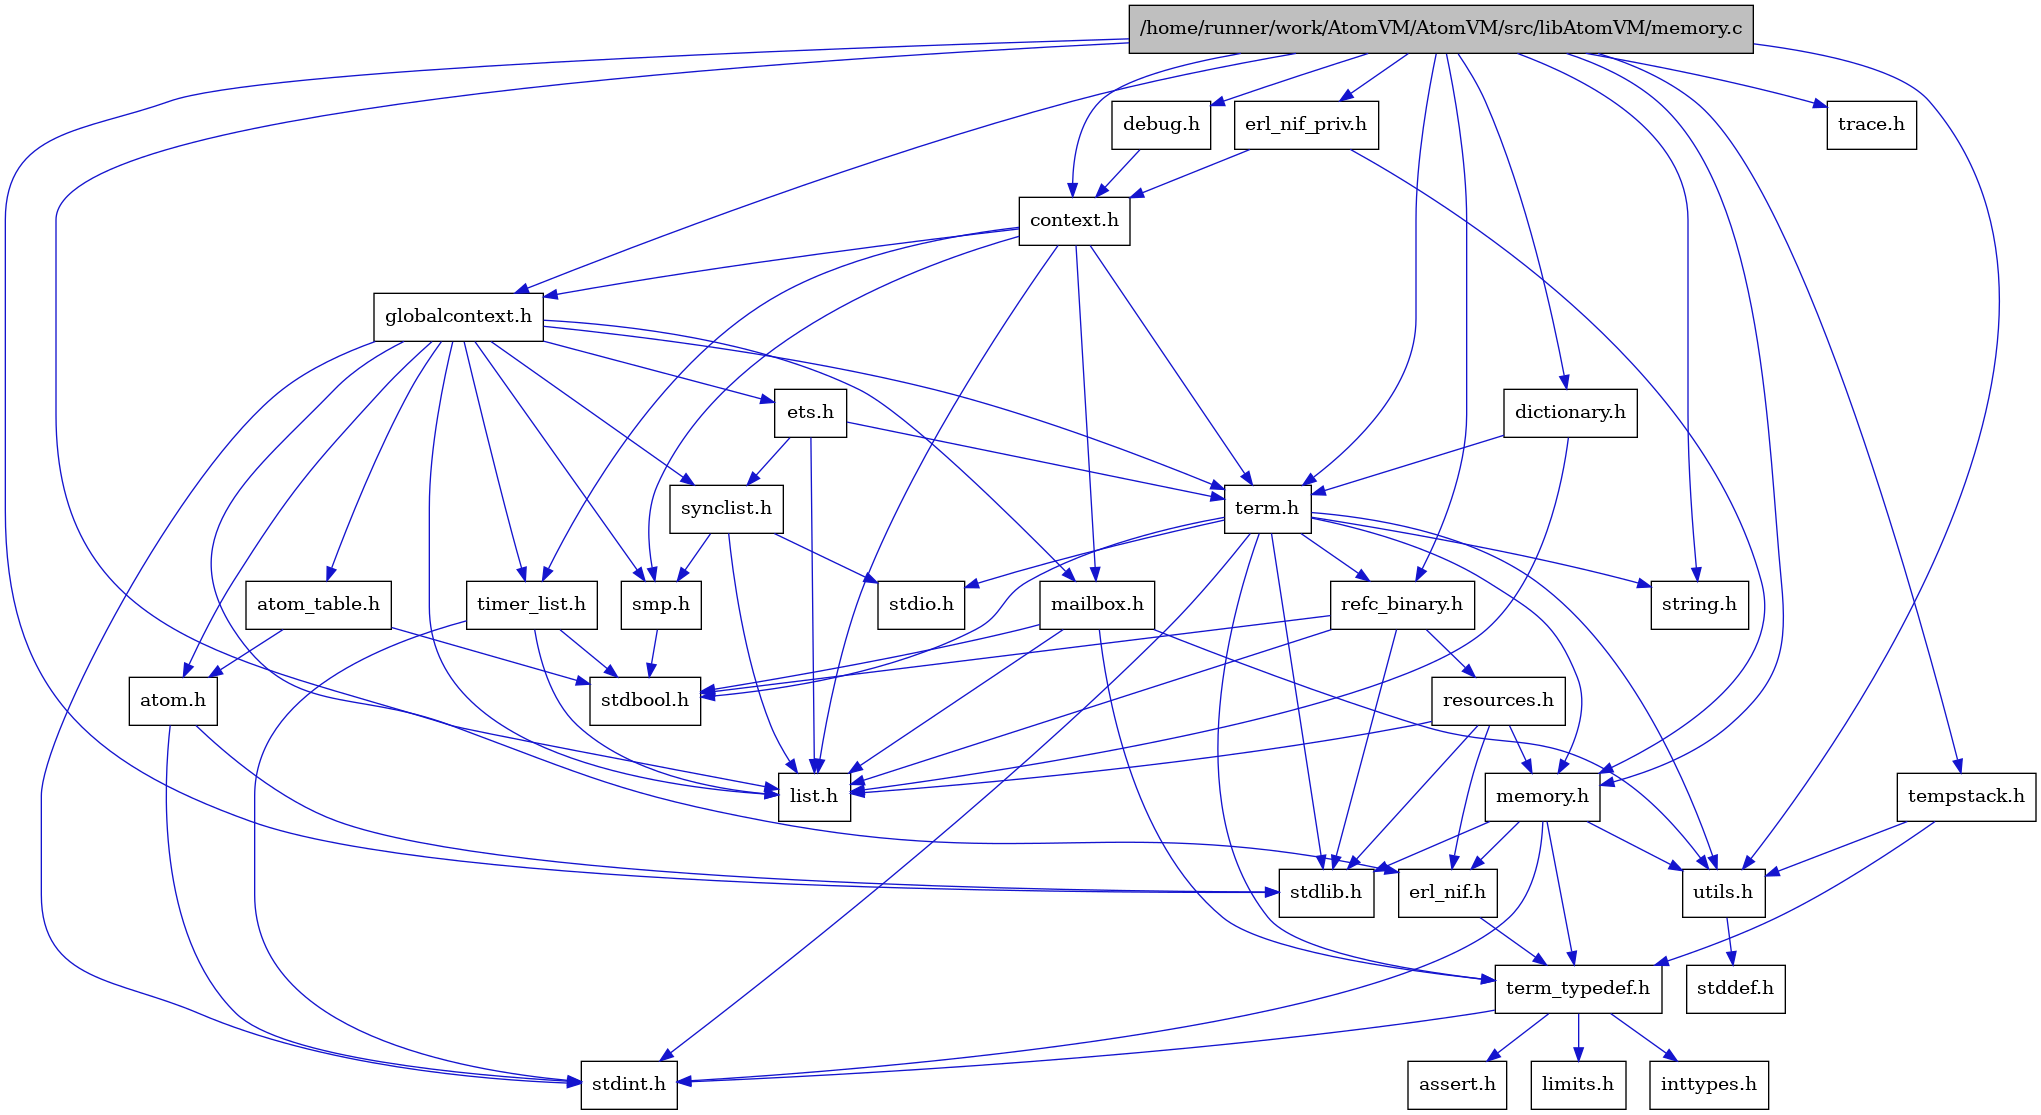 /home/runner/work/AtomVM/AtomVM/src/libAtomVM/memory.c
debug.h
erl_nif_priv.h
trace.h
context.h
globalcontext.h
ets.h
dictionary.h
synclist.h
term.h
atom_table.h
timer_list.h
smp.h
stdio.h
mailbox.h
refc_binary.h
string.h
atom.h
stdbool.h
resources.h
list.h
memory.h
tempstack.h
stdlib.h
erl_nif.h
utils.h
term_typedef.h
stddef.h
stdint.h
assert.h
limits.h
inttypes.h